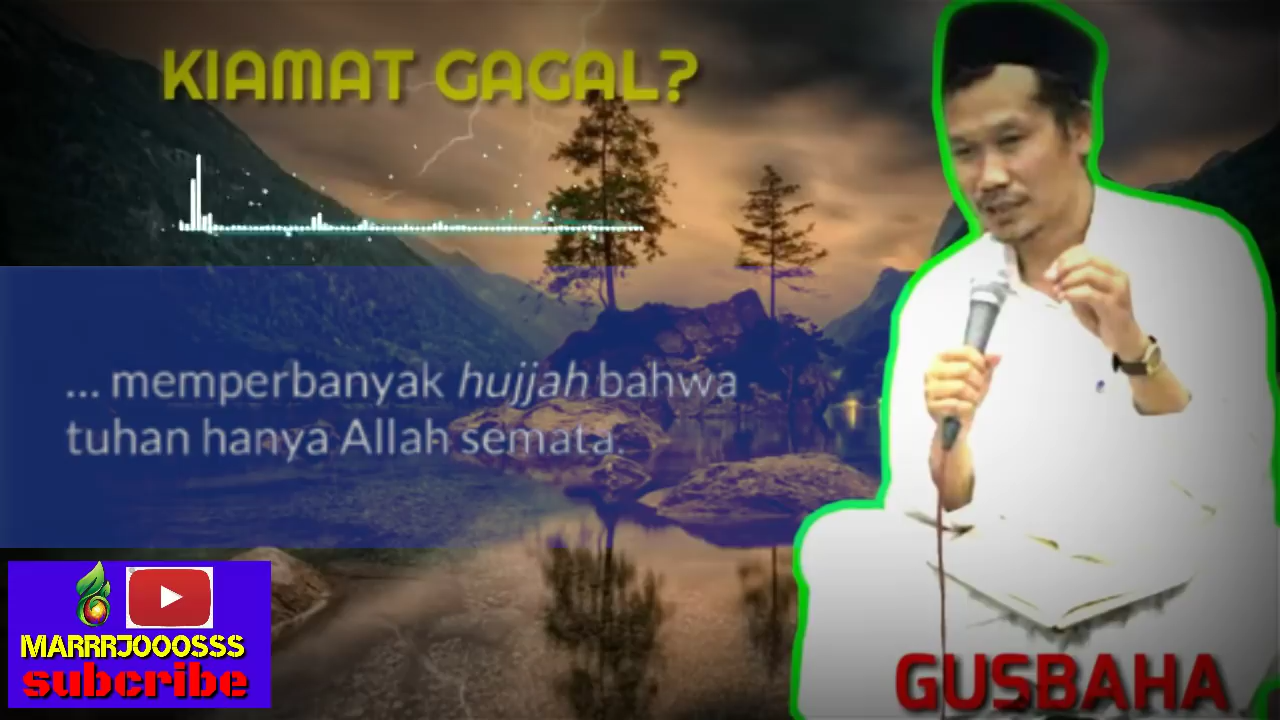 KIAMAT GAGAL?
... memperbanyak hujjah bahwa
tuhan hanya Allah semata.
MARRRJOOOSSS
subcribe
GUSBAHA